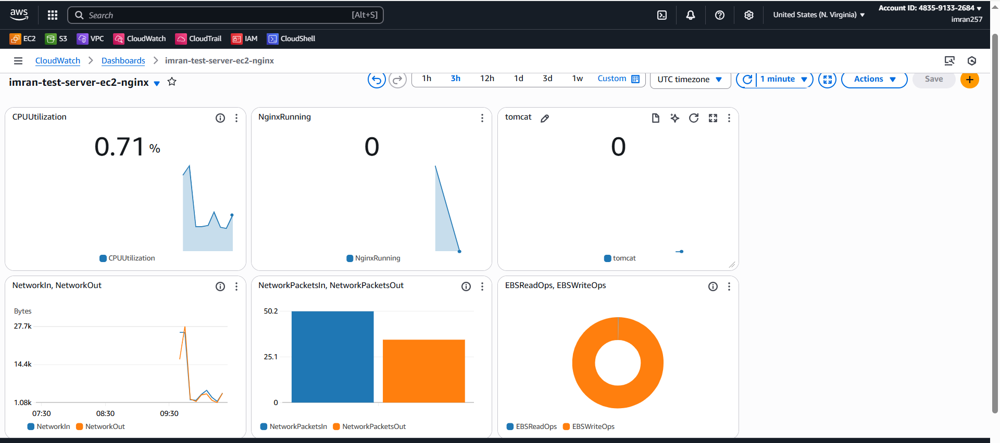 aws
Search [Alt+S]
United States (N. Virginia)
Account ID: 4835-9133-2684
imran257
EC2 S3 VPC CloudWatch CloudTrail IAM CloudShell
CloudWatch > Dashboards > imran-test-server-ec2-nginx
imran-test-server-ec2-nginx
1h 3h 12h 1d 3d 1w Custom
UTC timezone
1 minute
Actions
Save
CPUUtilization
0.71 %
CPUUtilization
NginxRunning
0
NginxRunning
tomcat
0
tomcat
NetworkIn, NetworkOut
Bytes
27.7k
14.4k
1.08k
07:30 08:30 09:30
NetworkIn NetworkOut
NetworkPacketsIn, NetworkPacketsOut
50.2
25.1
0
NetworkPacketsIn NetworkPacketsOut
EBSReadOps, EBSWriteOps
EBSReadOps EBSWriteOps